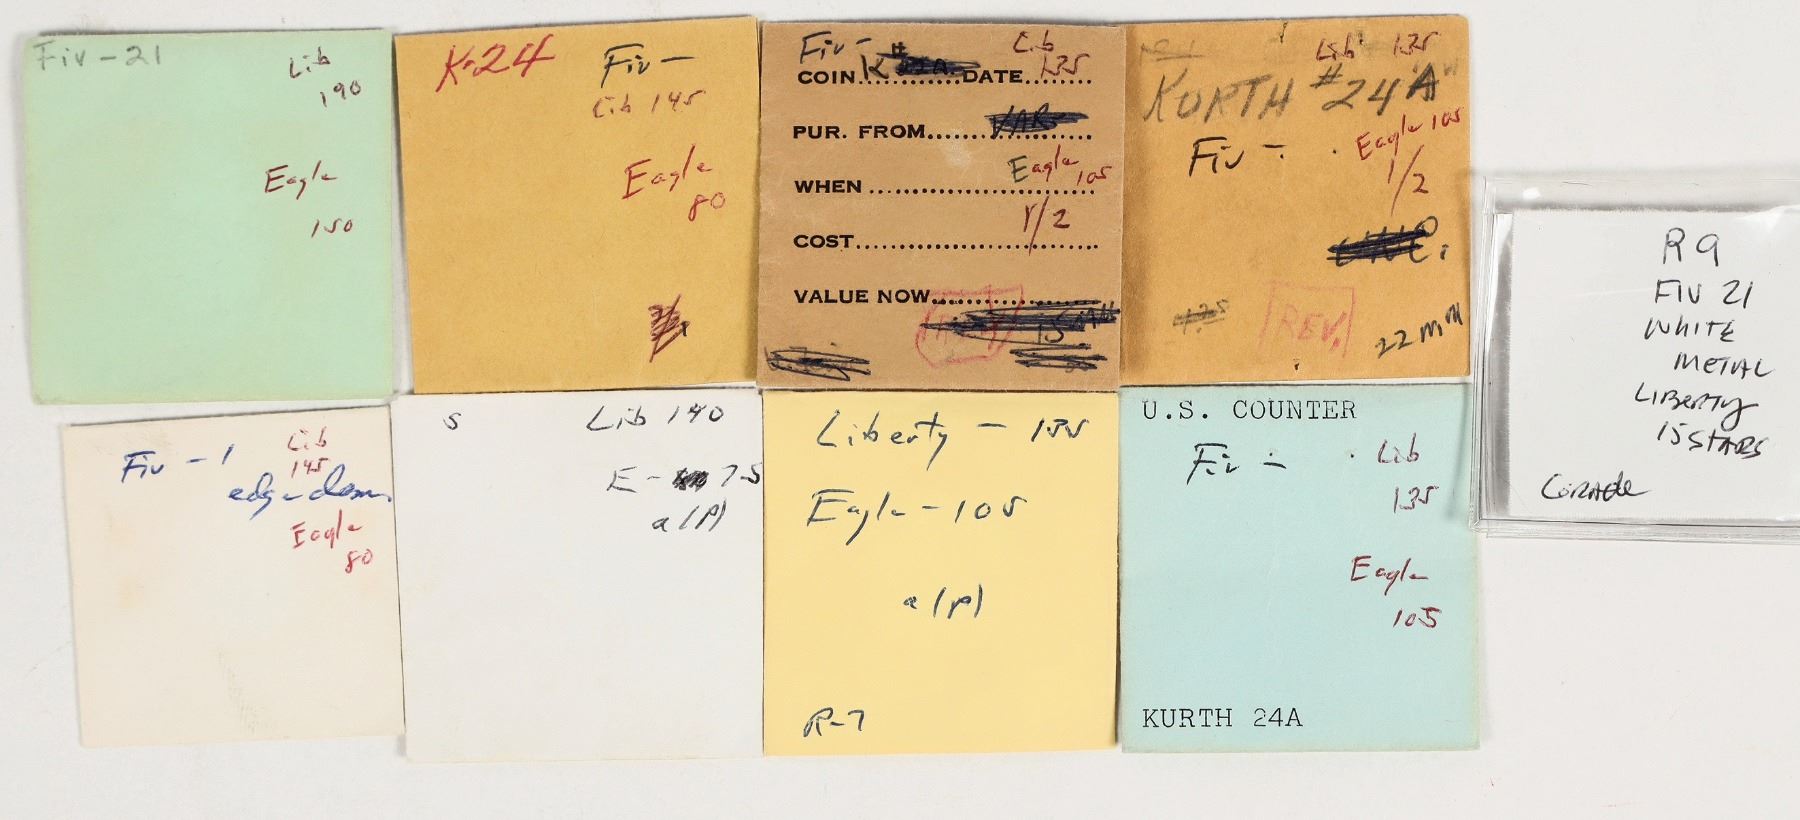 Fiv-21
Lib
190
Eagle
150
K-24
Fiv-
Lib 145
Eagle
80
Fiv-
Lib
COIN K# DATE 135
PUR. FROM
WHEN
Eagle
105
1/2
COST
VALUE NOW
Lib 135
KURTH #24"A"
Eagle 105
Fiv -
1/2
REV.
22 MM
R9
FIV 21
WHITE
METAL
LIBERTY
15 STARS
Fiv - 1
Lib
145
Eagle
80
S
Lib 140
E - 75
a(p)
Liberty - 135
Eagle - 105
a(p)
R-7
U.S. COUNTER
Fiv -
Lib
135
Eagle
105
KURTH 24A